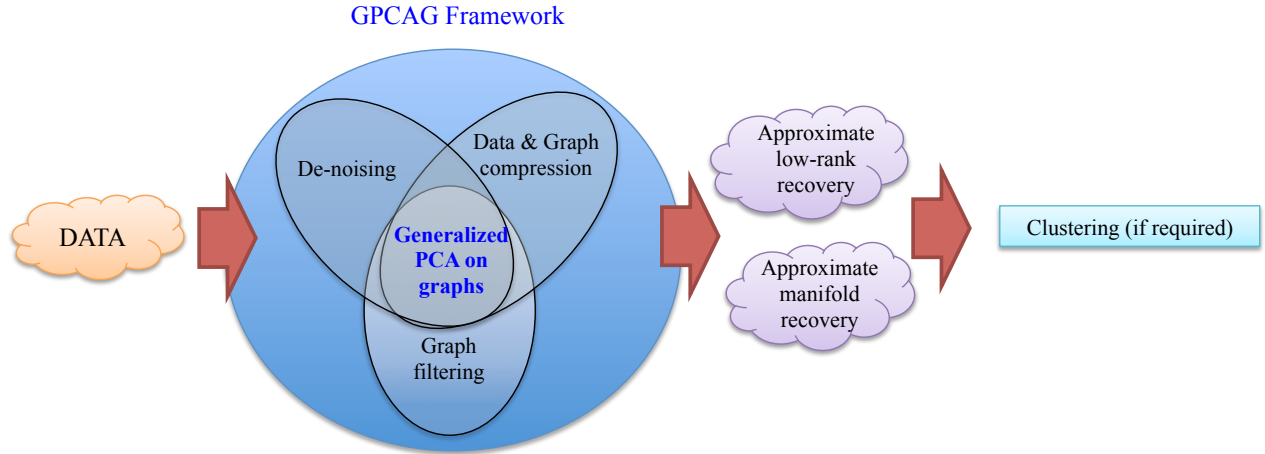 GPCAG Framework
DATA
De-noising
Data & Graph
compression
Generalized
PCA on
graphs
Graph
filtering
Approximate
low-rank
recovery
Approximate
manifold
recovery
Clustering (if required)